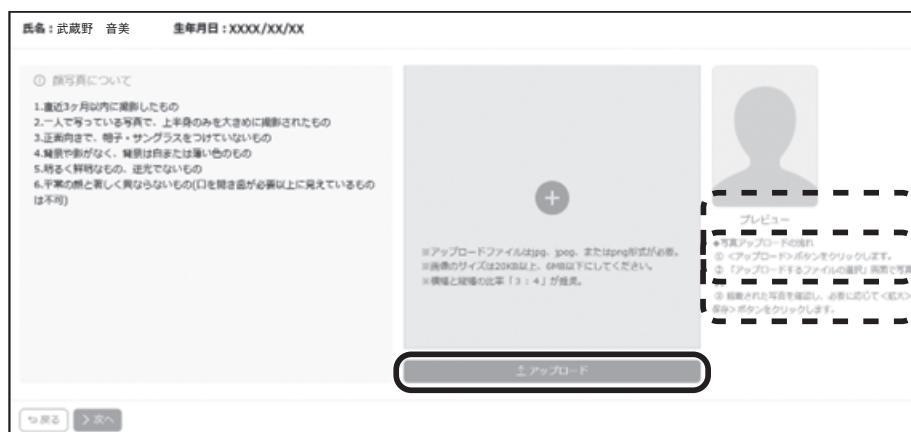 氏名：武蔵野　音美　　　生年月日：XXXX/XX/XX
① 顔写真について
1.直近3ヶ月以内に撮影したもの
2.一人で写っている写真で、上半身のみを大きめに撮影されたもの
3.正面向きで、帽子・サングラスをつけていないもの
4.背景や影がなく、背景は白または薄い色のもの
5.明るく鮮明なもの、逆光でないもの
6.平常の顔と著しく異ならないもの(口を開き歯が必要以上に見えているもの
は不可)
※アップロードファイルはjpg、jpeg、またはpng形式が必要。
※画像のサイズは20KB以上、6MB以下にしてください。
※横幅と縦幅の比率「3：4」が推奨。
アップロード
プレビュー
◆写真アップロードの流れ
① <アップロード>ボタンをクリックします。
② 「アップロードするファイルの選択」画面で写真
③ 掲載された写真を確認し、必要に応じて<拡大>
保存>ボタンをクリックします。
戻る
次へ